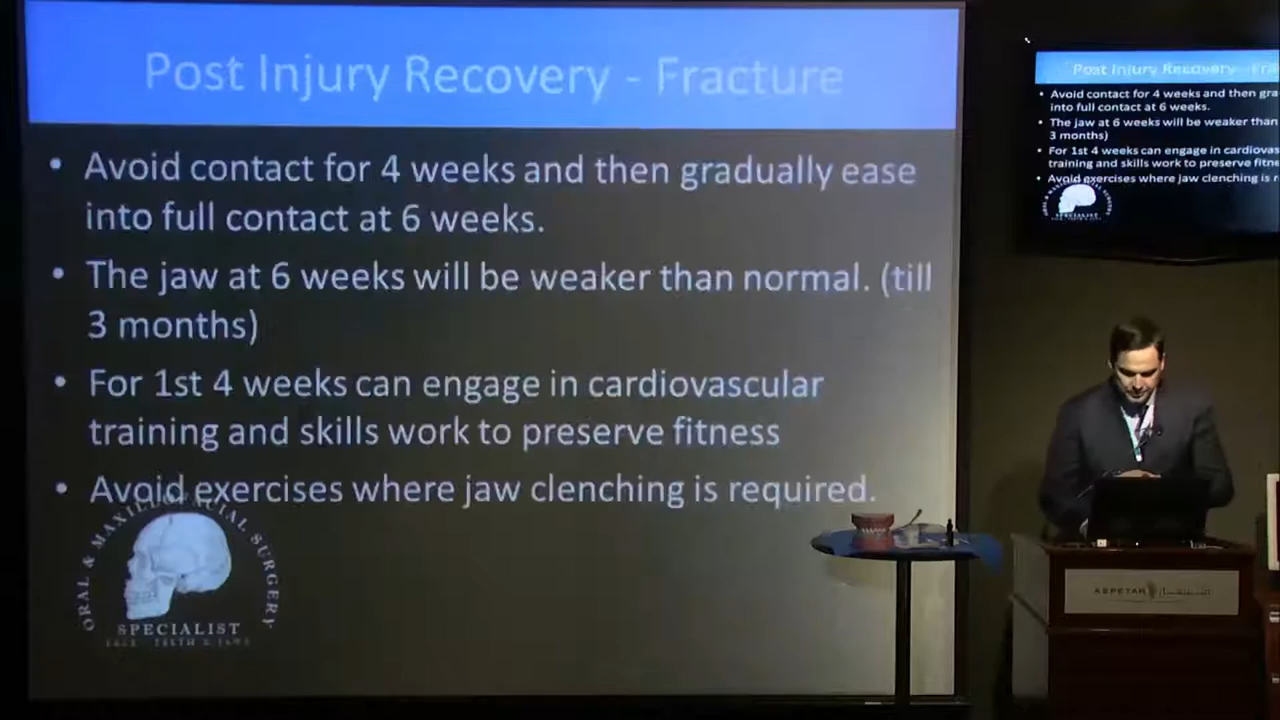 Post Injury Recovery - Fracture
• Avoid contact for 4 weeks and then gradually ease
into full contact at 6 weeks.
• The jaw at 6 weeks will be weaker than normal. (till
3 months)
• For 1st 4 weeks can engage in cardiovascular
training and skills work to preserve fitness
• Avoid exercises where jaw clenching is required.
ORAL & MAXILLOFACIAL SURGERY
SPECIALIST
FACE - TEETH & JAWS
Post Injury Recovery - Fra
• Avoid contact for 4 weeks and then gra
into full contact at 6 weeks.
• The jaw at 6 weeks will be weaker than
3 months)
• For 1st 4 weeks can engage in cardiovas
training and skills work to preserve fitne
• Avoid exercises where jaw clenching is r
SPECIALIST
ASPETAR سبيتار